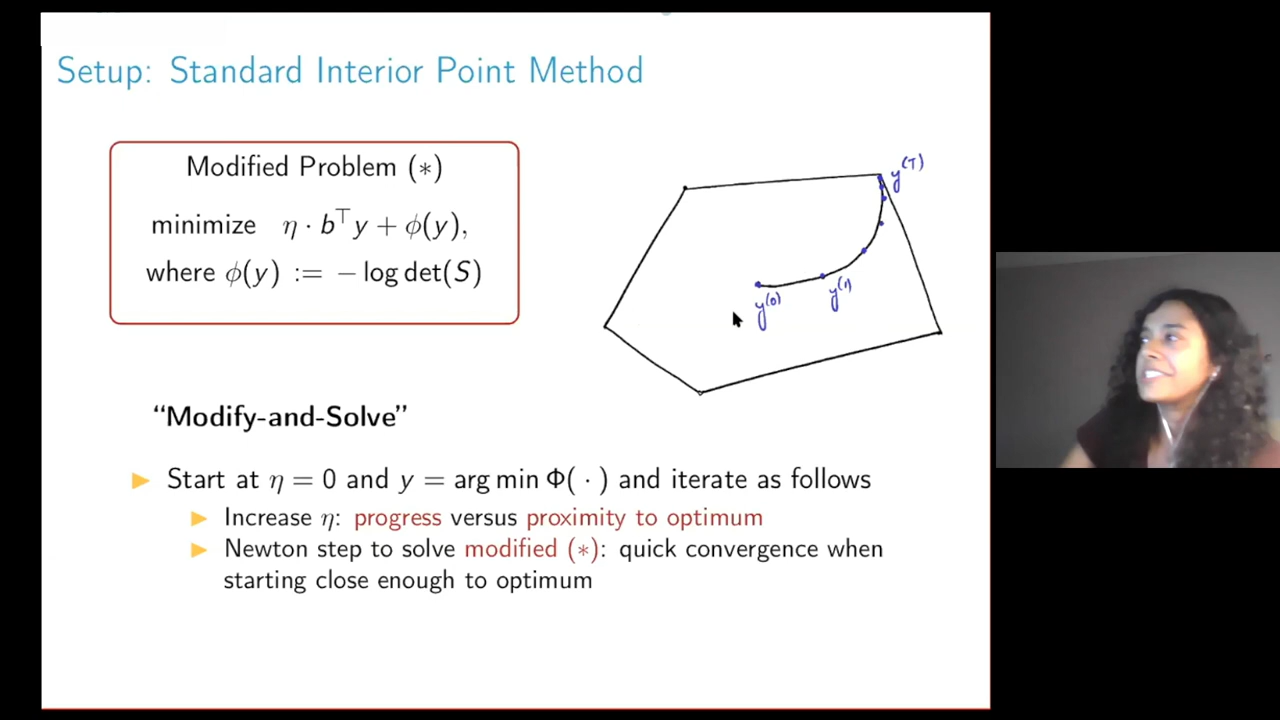 Setup: Standard Interior Point Method
Modified Problem (∗)
minimize η · b⊤y + ϕ(y),
where ϕ(y) := − log det(S)
y(T)
y(0)
y(1)
“Modify-and-Solve”
Start at η = 0 and y = arg min Φ( · ) and iterate as follows
Increase η: progress versus proximity to optimum
Newton step to solve modified (∗): quick convergence when
starting close enough to optimum